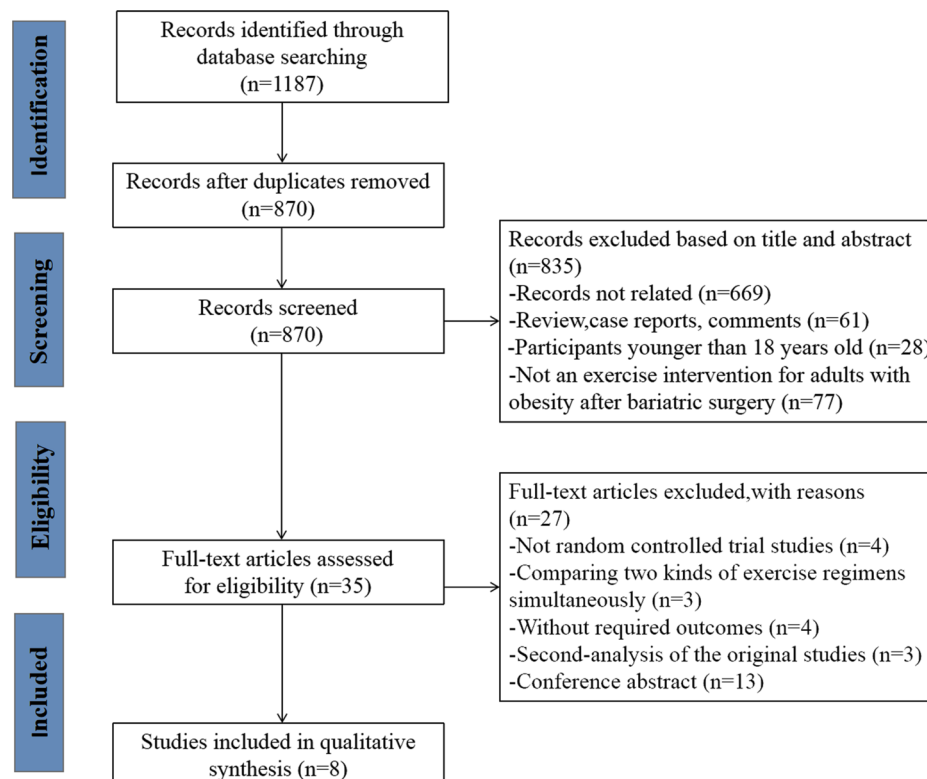 Identification
Records identified through
database searching
(n=1187)
Records after duplicates removed
(n=870)
Screening
Records screened
(n=870)
Records excluded based on title and abstract
(n=835)
-Records not related (n=669)
-Review,case reports, comments (n=61)
-Participants younger than 18 years old (n=28)
-Not an exercise intervention for adults with
obesity after bariatric surgery (n=77)
Eligibility
Full-text articles assessed
for eligibility (n=35)
Full-text articles excluded,with reasons
(n=27)
-Not random controlled trial studies (n=4)
-Comparing two kinds of exercise regimens
simultaneously (n=3)
-Without required outcomes (n=4)
-Second-analysis of the original studies (n=3)
-Conference abstract (n=13)
Included
Studies included in qualitative
synthesis (n=8)